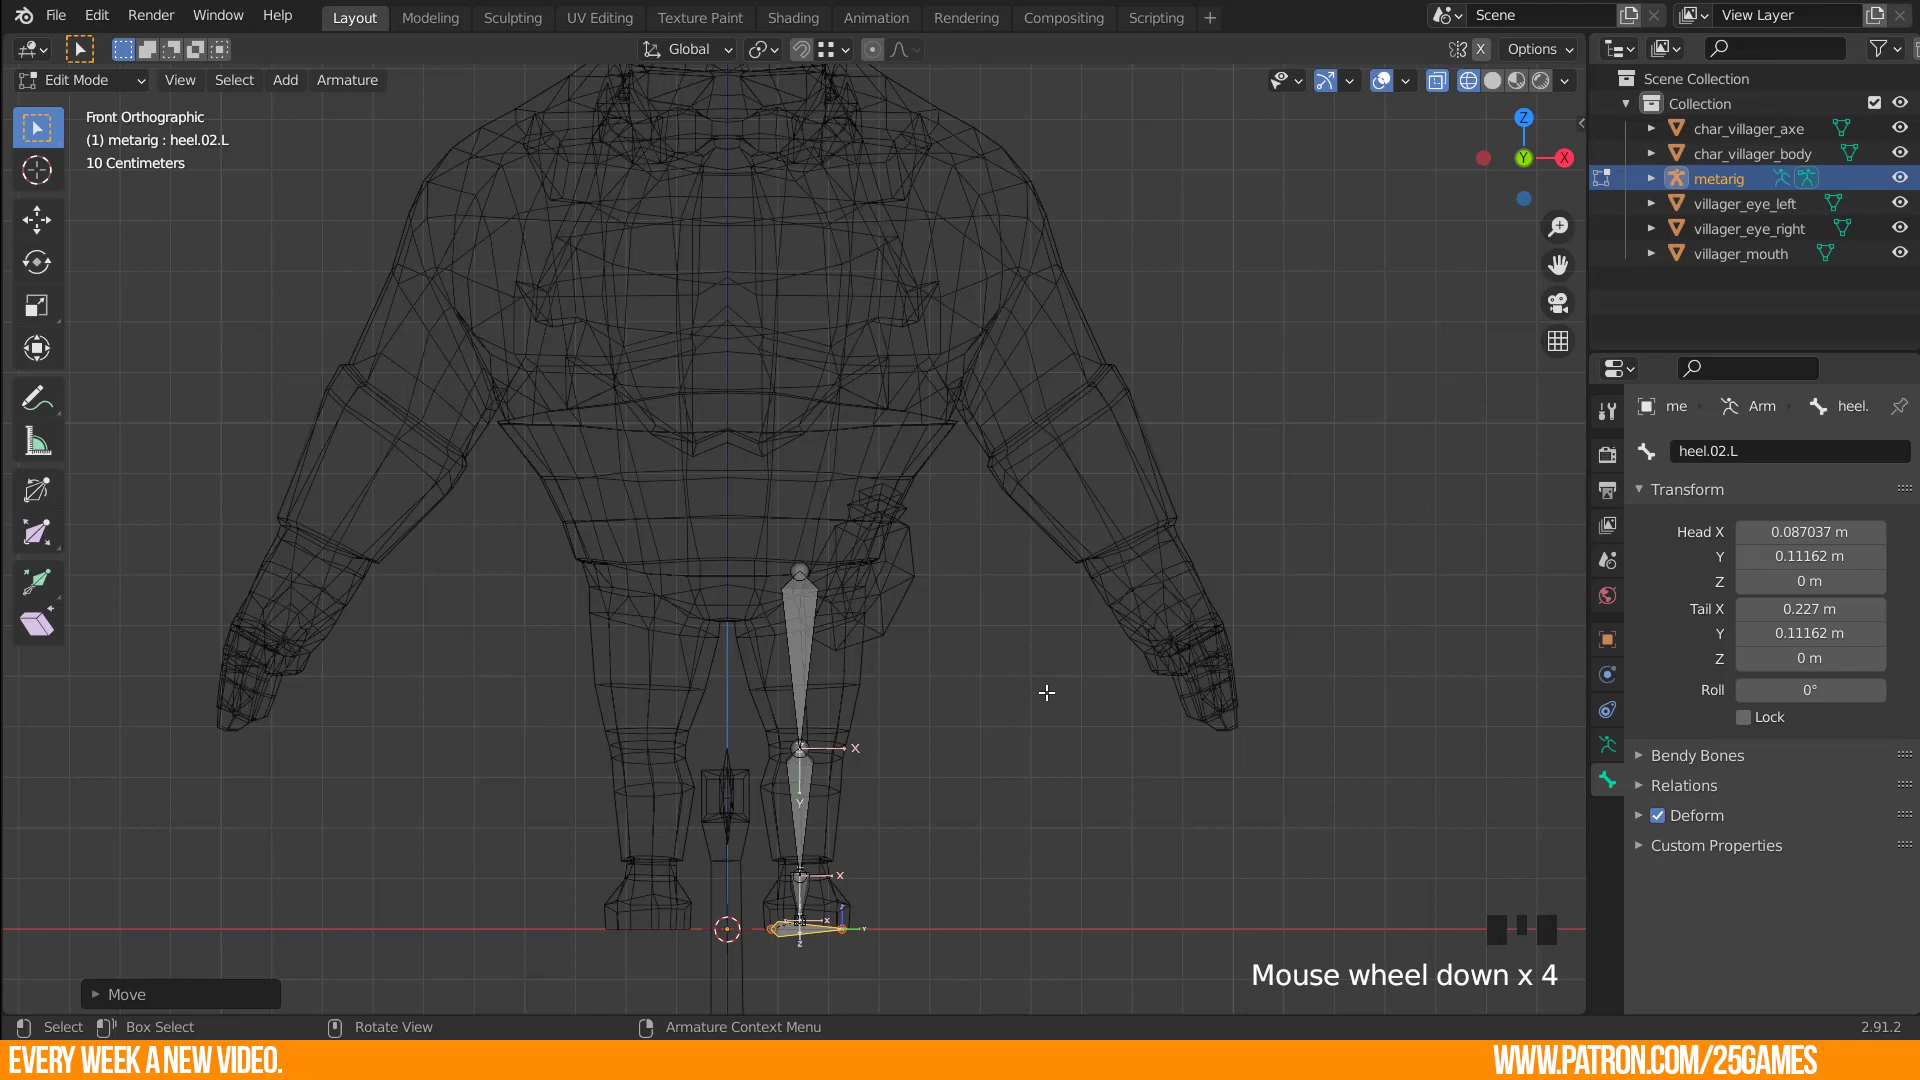 File Edit Render Window Help Layout Modeling Sculpting UV Editing Texture Paint Shading Animation Rendering Compositing Scripting + Scene View Layer
Global X Options
Edit Mode View Select Add Armature
Front Orthographic
(1) metarig : heel.02.L
10 Centimeters
Z
Y X
Scene Collection
Collection
char_villager_axe
char_villager_body
metarig
villager_eye_left
villager_eye_right
villager_mouth
me Arm heel.
heel.02.L
Transform
Head X 0.087037 m
Y 0.11162 m
Z 0 m
Tail X 0.227 m
Y 0.11162 m
Z 0 m
Roll 0°
Lock
Bendy Bones
Relations
Deform
Custom Properties
X
Y
X
X
Z
Y
Z
Mouse wheel down x 4
Move
Select Box Select Rotate View Armature Context Menu 2.91.2
EVERY WEEK A NEW VIDEO. WWW.PATRON.COM/25GAMES